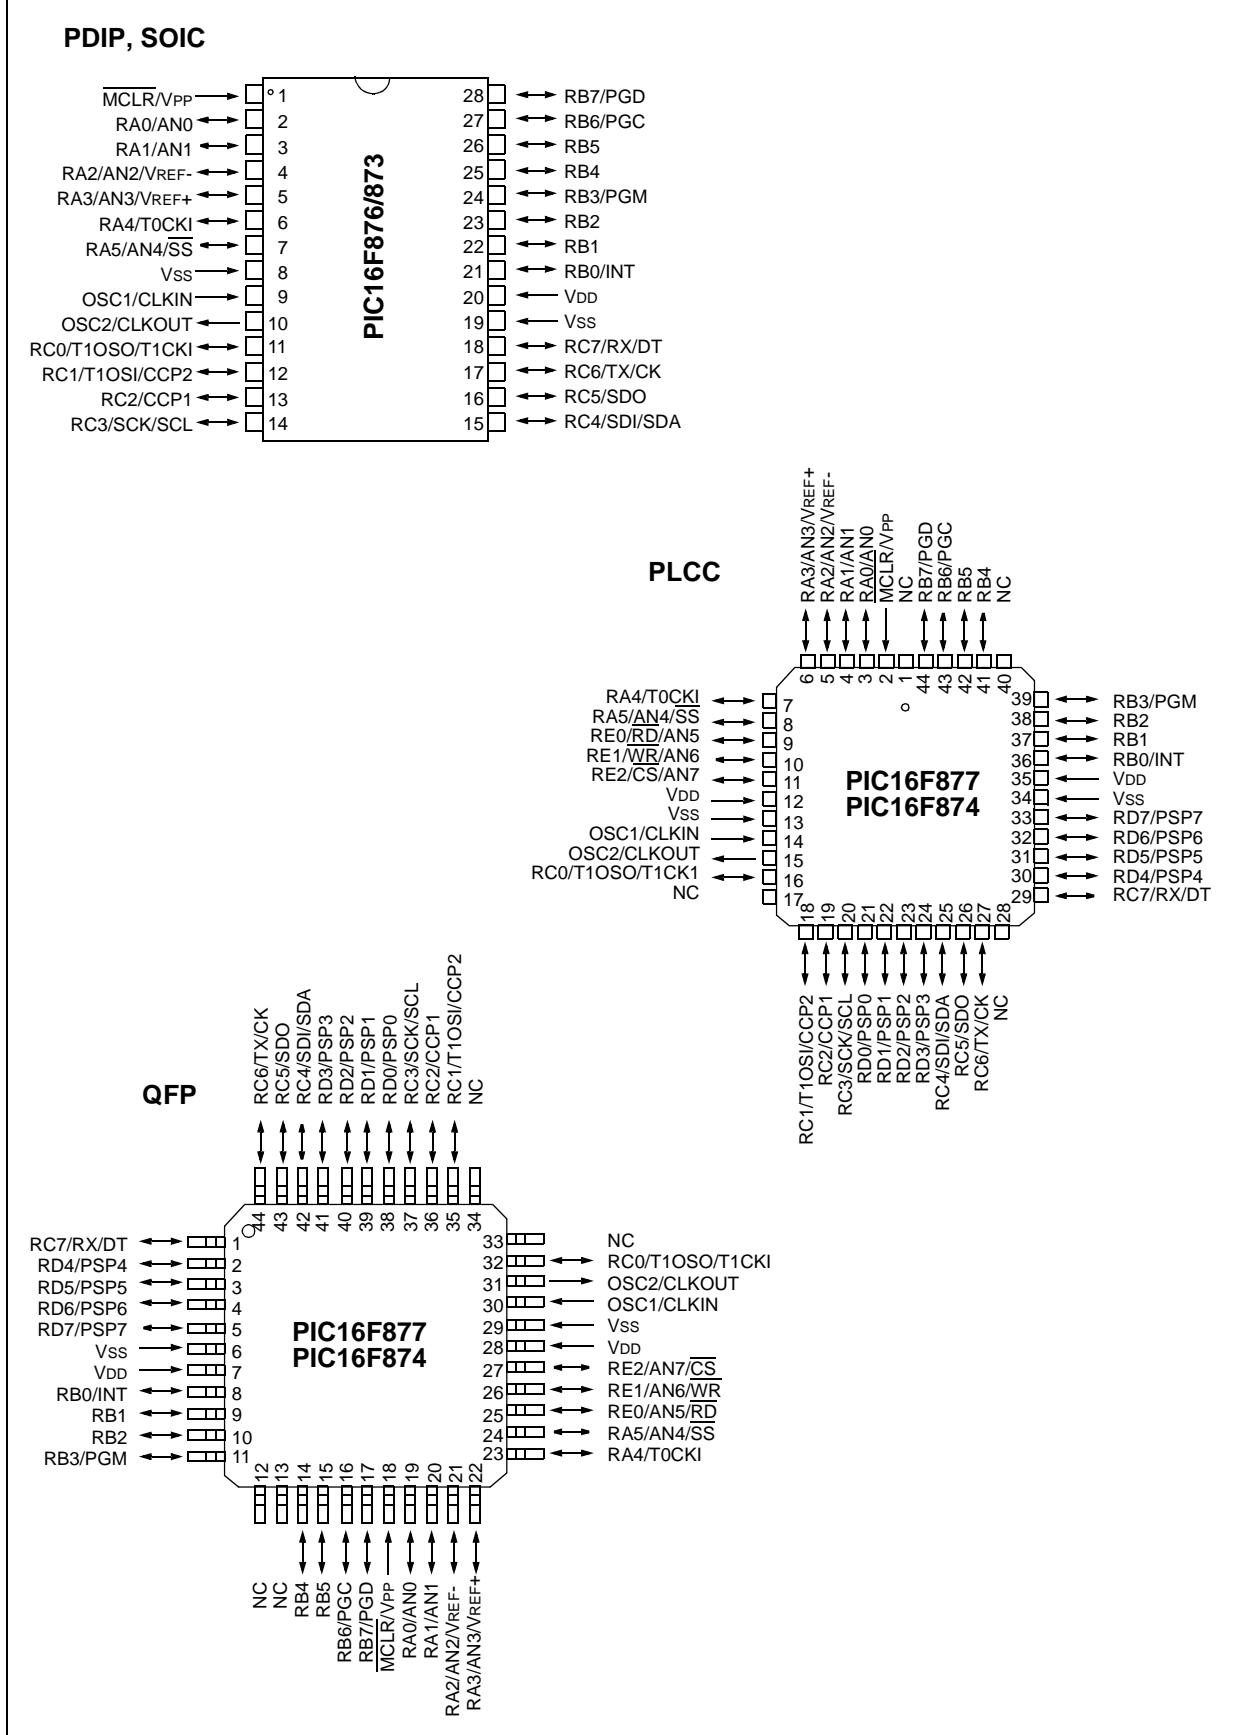 PDIP, SOIC
MCLR/VPP
RA0/AN0
RA1/AN1
RA2/AN2/VREF-
RA3/AN3/VREF+
RA4/T0CKI
RA5/AN4/SS
VSS
OSC1/CLKIN
OSC2/CLKOUT
RC0/T1OSO/T1CKI
RC1/T1OSI/CCP2
RC2/CCP1
RC3/SCK/SCL
1
2
3
4
5
6
7
8
9
10
11
12
13
14
PIC16F876/873
28
27
26
25
24
23
22
21
20
19
18
17
16
15
RB7/PGD
RB6/PGC
RB5
RB4
RB3/PGM
RB2
RB1
RB0/INT
VDD
VSS
RC7/RX/DT
RC6/TX/CK
RC5/SDO
RC4/SDI/SDA
PLCC
RA3/AN3/VREF+
RA2/AN2/VREF-
RA1/AN1
RA0/AN0
MCLR/VPP
NC
RB7/PGD
RB6/PGC
RB5
RB4
NC
6
5
4
3
2
1
44
43
42
41
40
RA4/T0CKI
RA5/AN4/SS
RE0/RD/AN5
RE1/WR/AN6
RE2/CS/AN7
VDD
VSS
OSC1/CLKIN
OSC2/CLKOUT
RC0/T1OSO/T1CK1
NC
7
8
9
10
11
12
13
14
15
16
17
PIC16F877
PIC16F874
39
38
37
36
35
34
33
32
31
30
29
RB3/PGM
RB2
RB1
RB0/INT
VDD
VSS
RD7/PSP7
RD6/PSP6
RD5/PSP5
RD4/PSP4
RC7/RX/DT
18
19
20
21
22
23
24
25
26
27
28
RC1/T1OSI/CCP2
RC2/CCP1
RC3/SCK/SCL
RD0/PSP0
RD1/PSP1
RD2/PSP2
RD3/PSP3
RC4/SDI/SDA
RC5/SDO
RC6/TX/CK
NC
QFP
RC6/TX/CK
RC5/SDO
RC4/SDI/SDA
RD3/PSP3
RD2/PSP2
RD1/PSP1
RD0/PSP0
RC3/SCK/SCL
RC2/CCP1
RC1/T1OSI/CCP2
NC
44
43
42
41
40
39
38
37
36
35
34
RC7/RX/DT
RD4/PSP4
RD5/PSP5
RD6/PSP6
RD7/PSP7
VSS
VDD
RB0/INT
RB1
RB2
RB3/PGM
1
2
3
4
5
6
7
8
9
10
11
PIC16F877
PIC16F874
33
32
31
30
29
28
27
26
25
24
23
NC
RC0/T1OSO/T1CKI
OSC2/CLKOUT
OSC1/CLKIN
VSS
VDD
RE2/AN7/CS
RE1/AN6/WR
RE0/AN5/RD
RA5/AN4/SS
RA4/T0CKI
12
13
14
15
16
17
18
19
20
21
22
NC
NC
RB4
RB5
RB6/PGC
RB7/PGD
MCLR/VPP
RA0/AN0
RA1/AN1
RA2/AN2/VREF-
RA3/AN3/VREF+